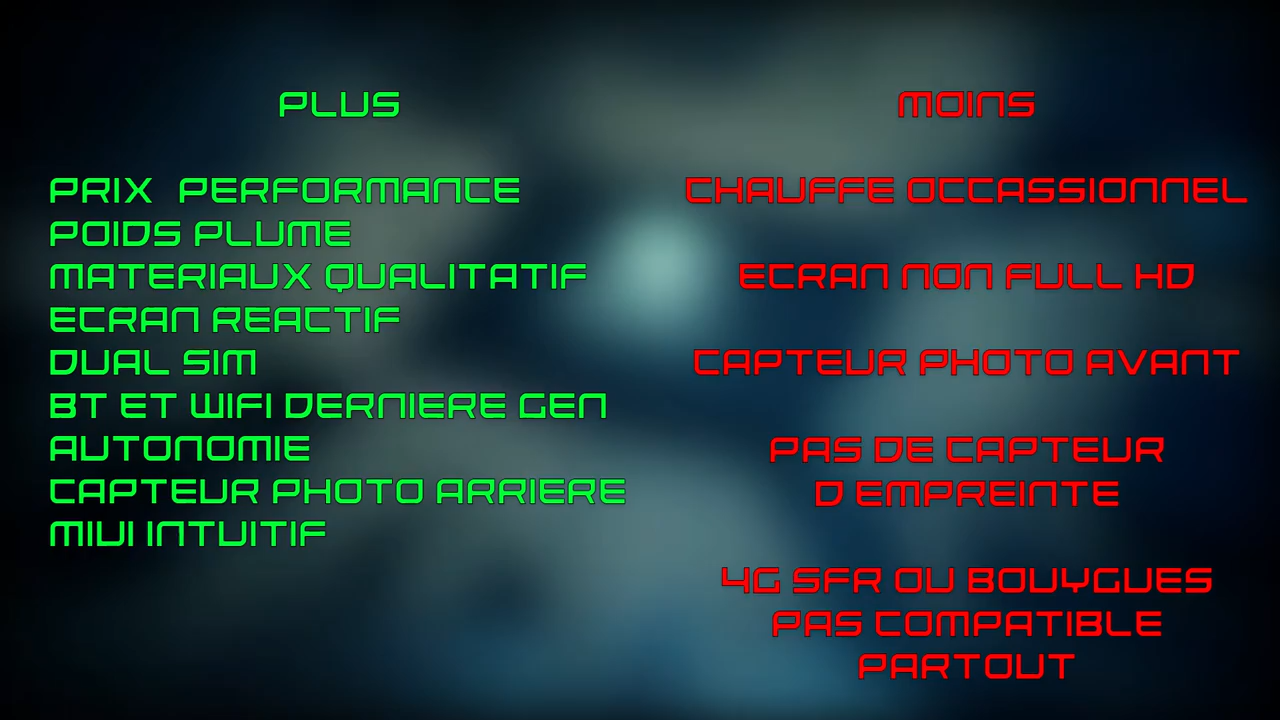 PLUS
PRIX PERFORMANCE
POIDS PLUME
MATERIAUX QUALITATIF
ECRAN REACTIF
DUAL SIM
BT ET WIFI DERNIERE GEN
AUTONOMIE
CAPTEUR PHOTO ARRIERE
MIUI INTUITIF
MOINS
CHAUFFE OCCASSIONNEL
ECRAN NON FULL HD
CAPTEUR PHOTO AVANT
PAS DE CAPTEUR
D EMPREINTE
4G SFR OU BOUYGUES
PAS COMPATIBLE
PARTOUT